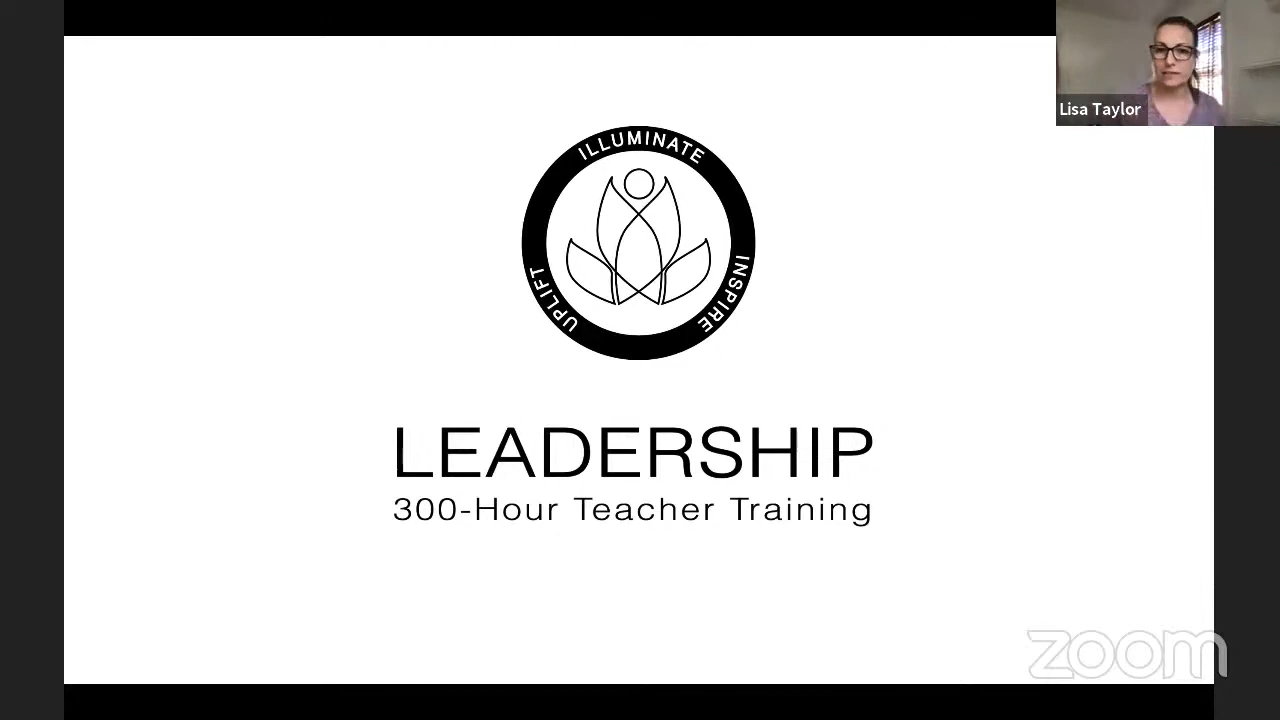 Lisa Taylor
ILLUMINATE
UPLIFT
INSPIRE
LEADERSHIP
300-Hour Teacher Training
zoom